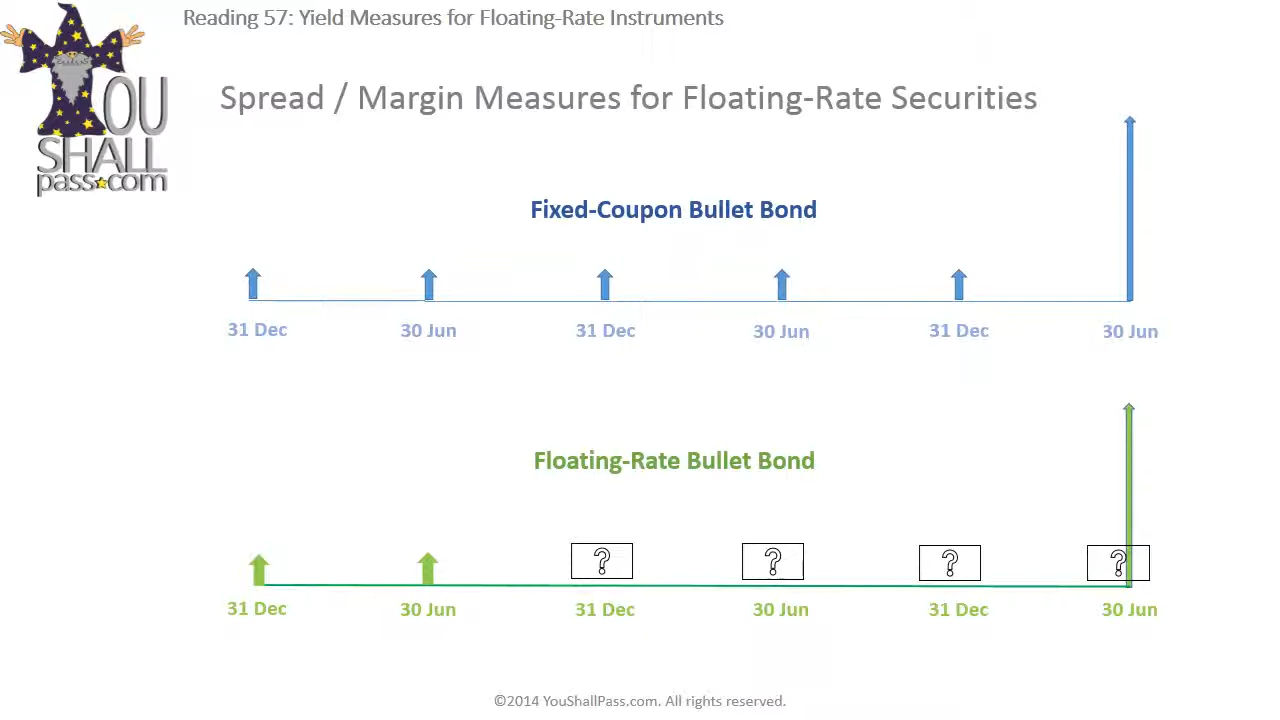 Reading 57: Yield Measures for Floating-Rate Instruments
YOU
SHALL
pass.com
Spread / Margin Measures for Floating-Rate Securities
Fixed-Coupon Bullet Bond
31 Dec 30 Jun 31 Dec 30 Jun 31 Dec 30 Jun
Floating-Rate Bullet Bond
? ? ? ?
31 Dec 30 Jun 31 Dec 30 Jun 31 Dec 30 Jun
©2014 YouShallPass.com. All rights reserved.